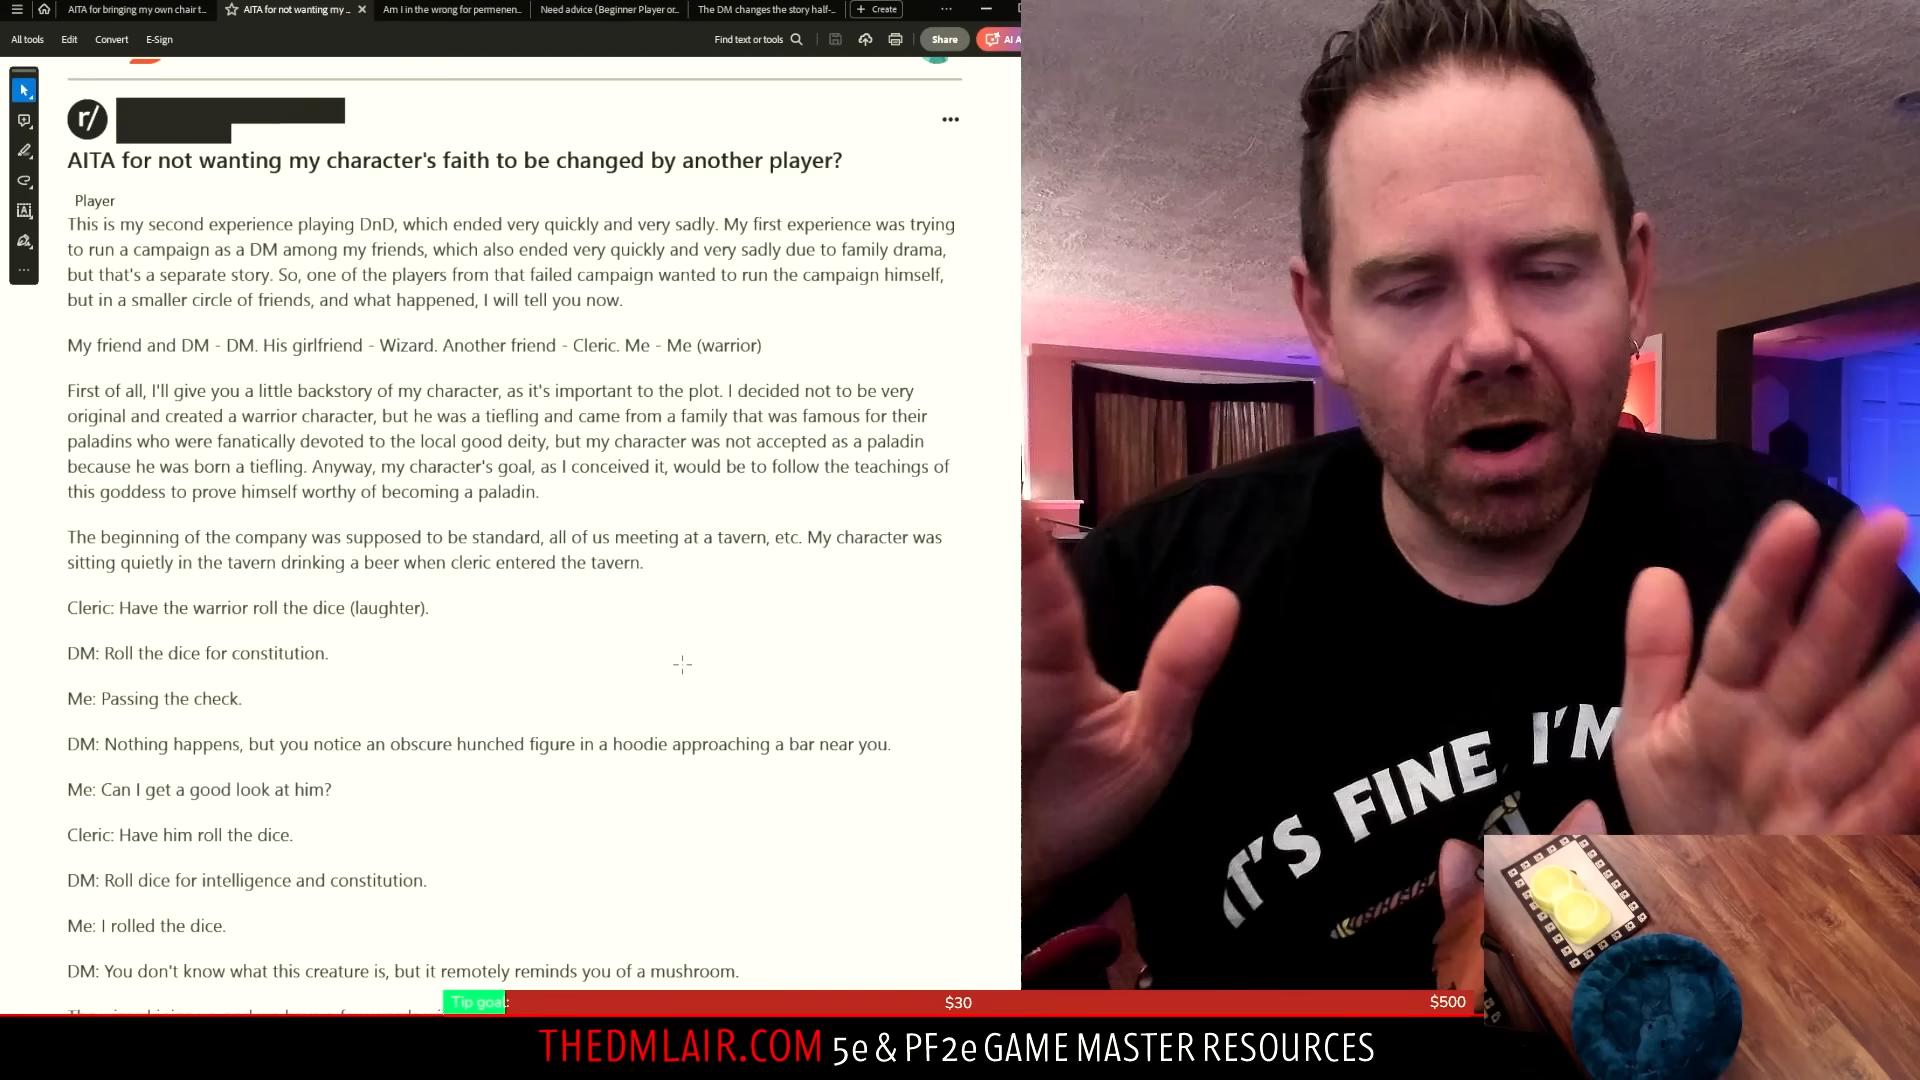 AITA for bringing my own chair t...
AITA for not wanting my ...
Am I in the wrong for permenen...
Need advice (Beginner Player or...
The DM changes the story half-...
+ Create
All tools
Edit
Convert
E-Sign
Find text or tools
Share
AI A
r/
AITA for not wanting my character's faith to be changed by another player?
Player
This is my second experience playing DnD, which ended very quickly and very sadly. My first experience was trying
to run a campaign as a DM among my friends, which also ended very quickly and very sadly due to family drama,
but that's a separate story. So, one of the players from that failed campaign wanted to run the campaign himself,
but in a smaller circle of friends, and what happened, I will tell you now.
My friend and DM - DM. His girlfriend - Wizard. Another friend - Cleric. Me - Me (warrior)
First of all, I'll give you a little backstory of my character, as it's important to the plot. I decided not to be very
original and created a warrior character, but he was a tiefling and came from a family that was famous for their
paladins who were fanatically devoted to the local good deity, but my character was not accepted as a paladin
because he was born a tiefling. Anyway, my character's goal, as I conceived it, would be to follow the teachings of
this goddess to prove himself worthy of becoming a paladin.
The beginning of the company was supposed to be standard, all of us meeting at a tavern, etc. My character was
sitting quietly in the tavern drinking a beer when cleric entered the tavern.
Cleric: Have the warrior roll the dice (laughter).
DM: Roll the dice for constitution.
Me: Passing the check.
DM: Nothing happens, but you notice an obscure hunched figure in a hoodie approaching a bar near you.
Me: Can I get a good look at him?
Cleric: Have him roll the dice.
DM: Roll dice for intelligence and constitution.
Me: I rolled the dice.
DM: You don't know what this creature is, but it remotely reminds you of a mushroom.
IT'S FINE I'M
Tip goal:
$30
$500
THEDMLAIR.COM 5e & PF2e GAME MASTER RESOURCES